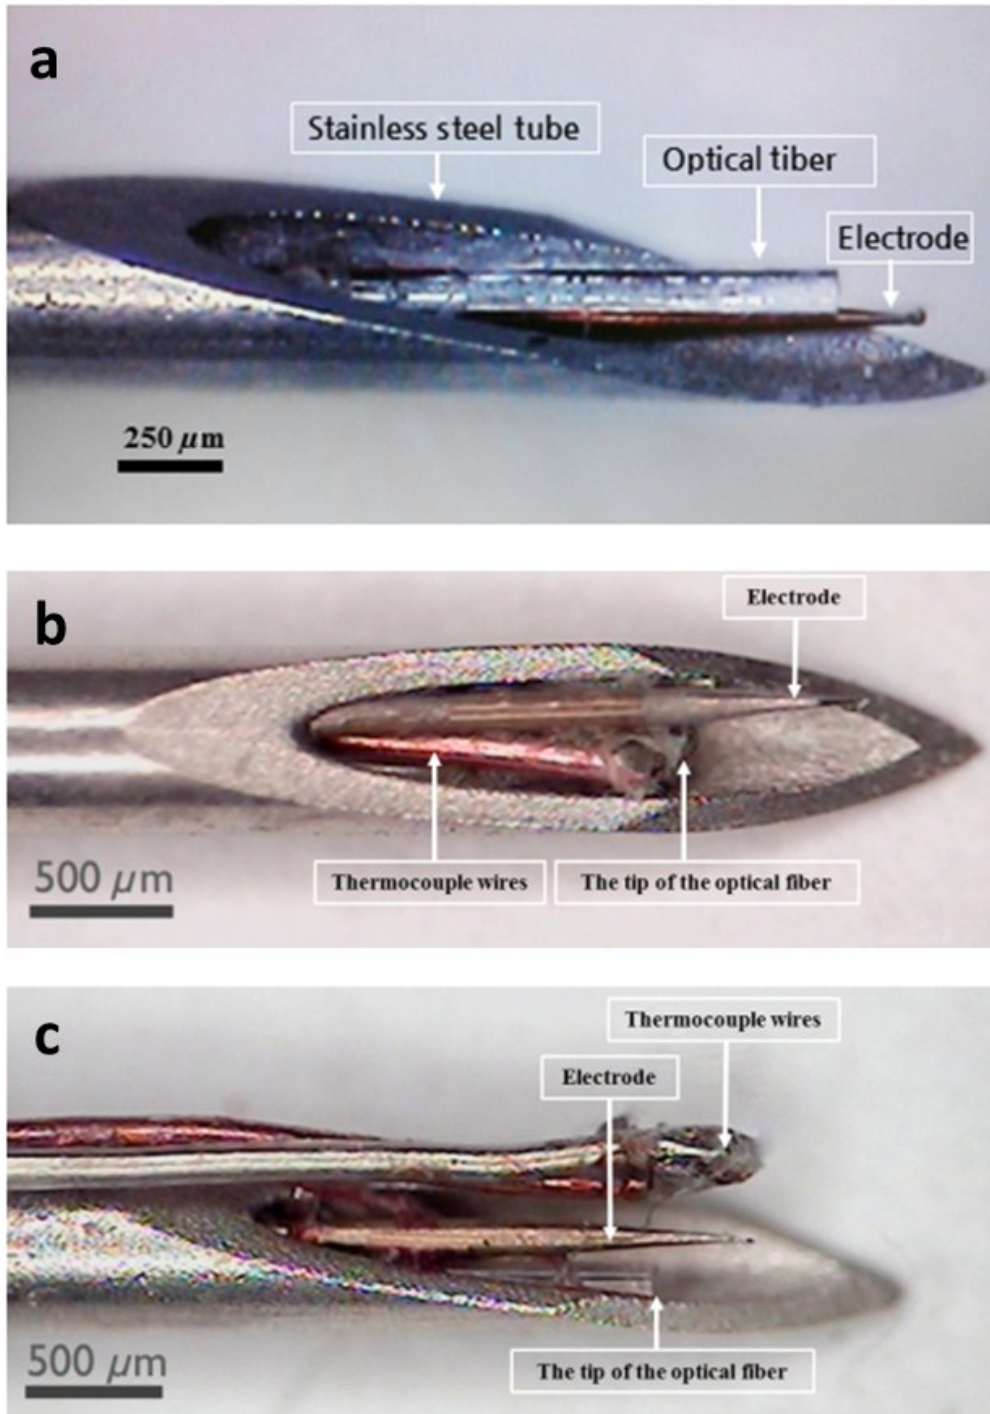 a
Stainless steel tube
Optical tiber
Electrode
250 μm
b
Electrode
Thermocouple wires
The tip of the optical fiber
500 μm
c
Thermocouple wires
Electrode
The tip of the optical fiber
500 μm